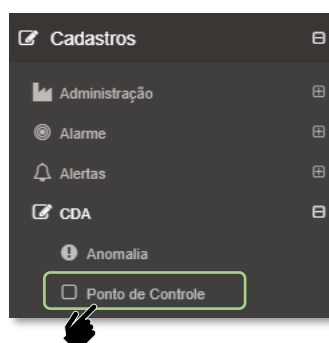 Cadastros
Administração
Alarme
Alertas
CDA
Anomalia
Ponto de Controle